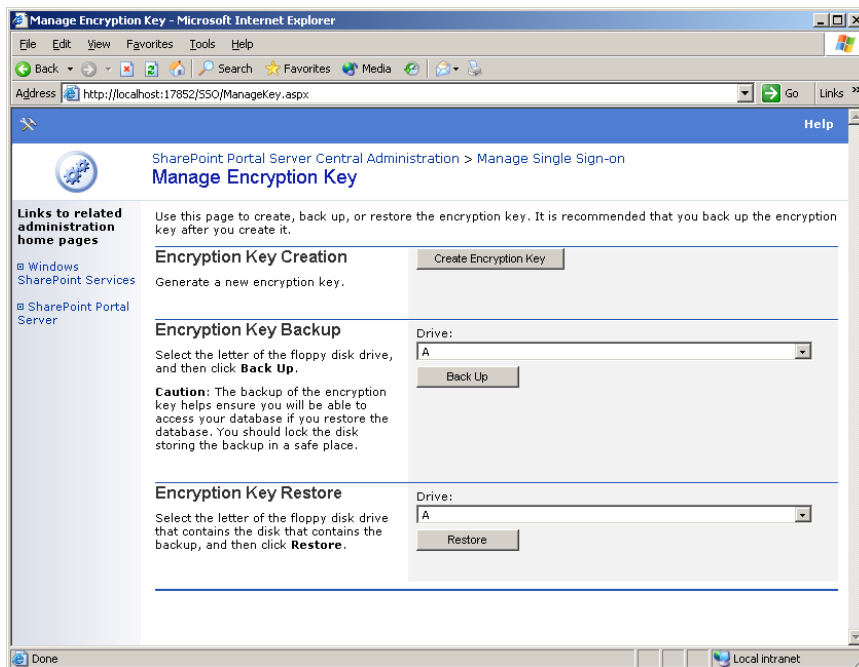 Manage Encryption Key - Microsoft Internet Explorer
File Edit View Favorites Tools Help
Back Search Favorites Media
Address http://localhost:17852/SSO/ManageKey.aspx Go Links »
Help
SharePoint Portal Server Central Administration > Manage Single Sign-on
Manage Encryption Key
Links to related
administration
home pages
Windows
SharePoint Services
SharePoint Portal
Server
Use this page to create, back up, or restore the encryption key. It is recommended that you back up the encryption
key after you create it.
Encryption Key Creation
Generate a new encryption key.
Create Encryption Key
Encryption Key Backup
Select the letter of the floppy disk drive,
and then click Back Up.
Caution: The backup of the encryption
key helps ensure you will be able to
access your database if you restore the
database. You should lock the disk
storing the backup in a safe place.
Drive:
A
Back Up
Encryption Key Restore
Select the letter of the floppy disk drive
that contains the disk that contains the
backup, and then click Restore.
Drive:
A
Restore
Done Local intranet